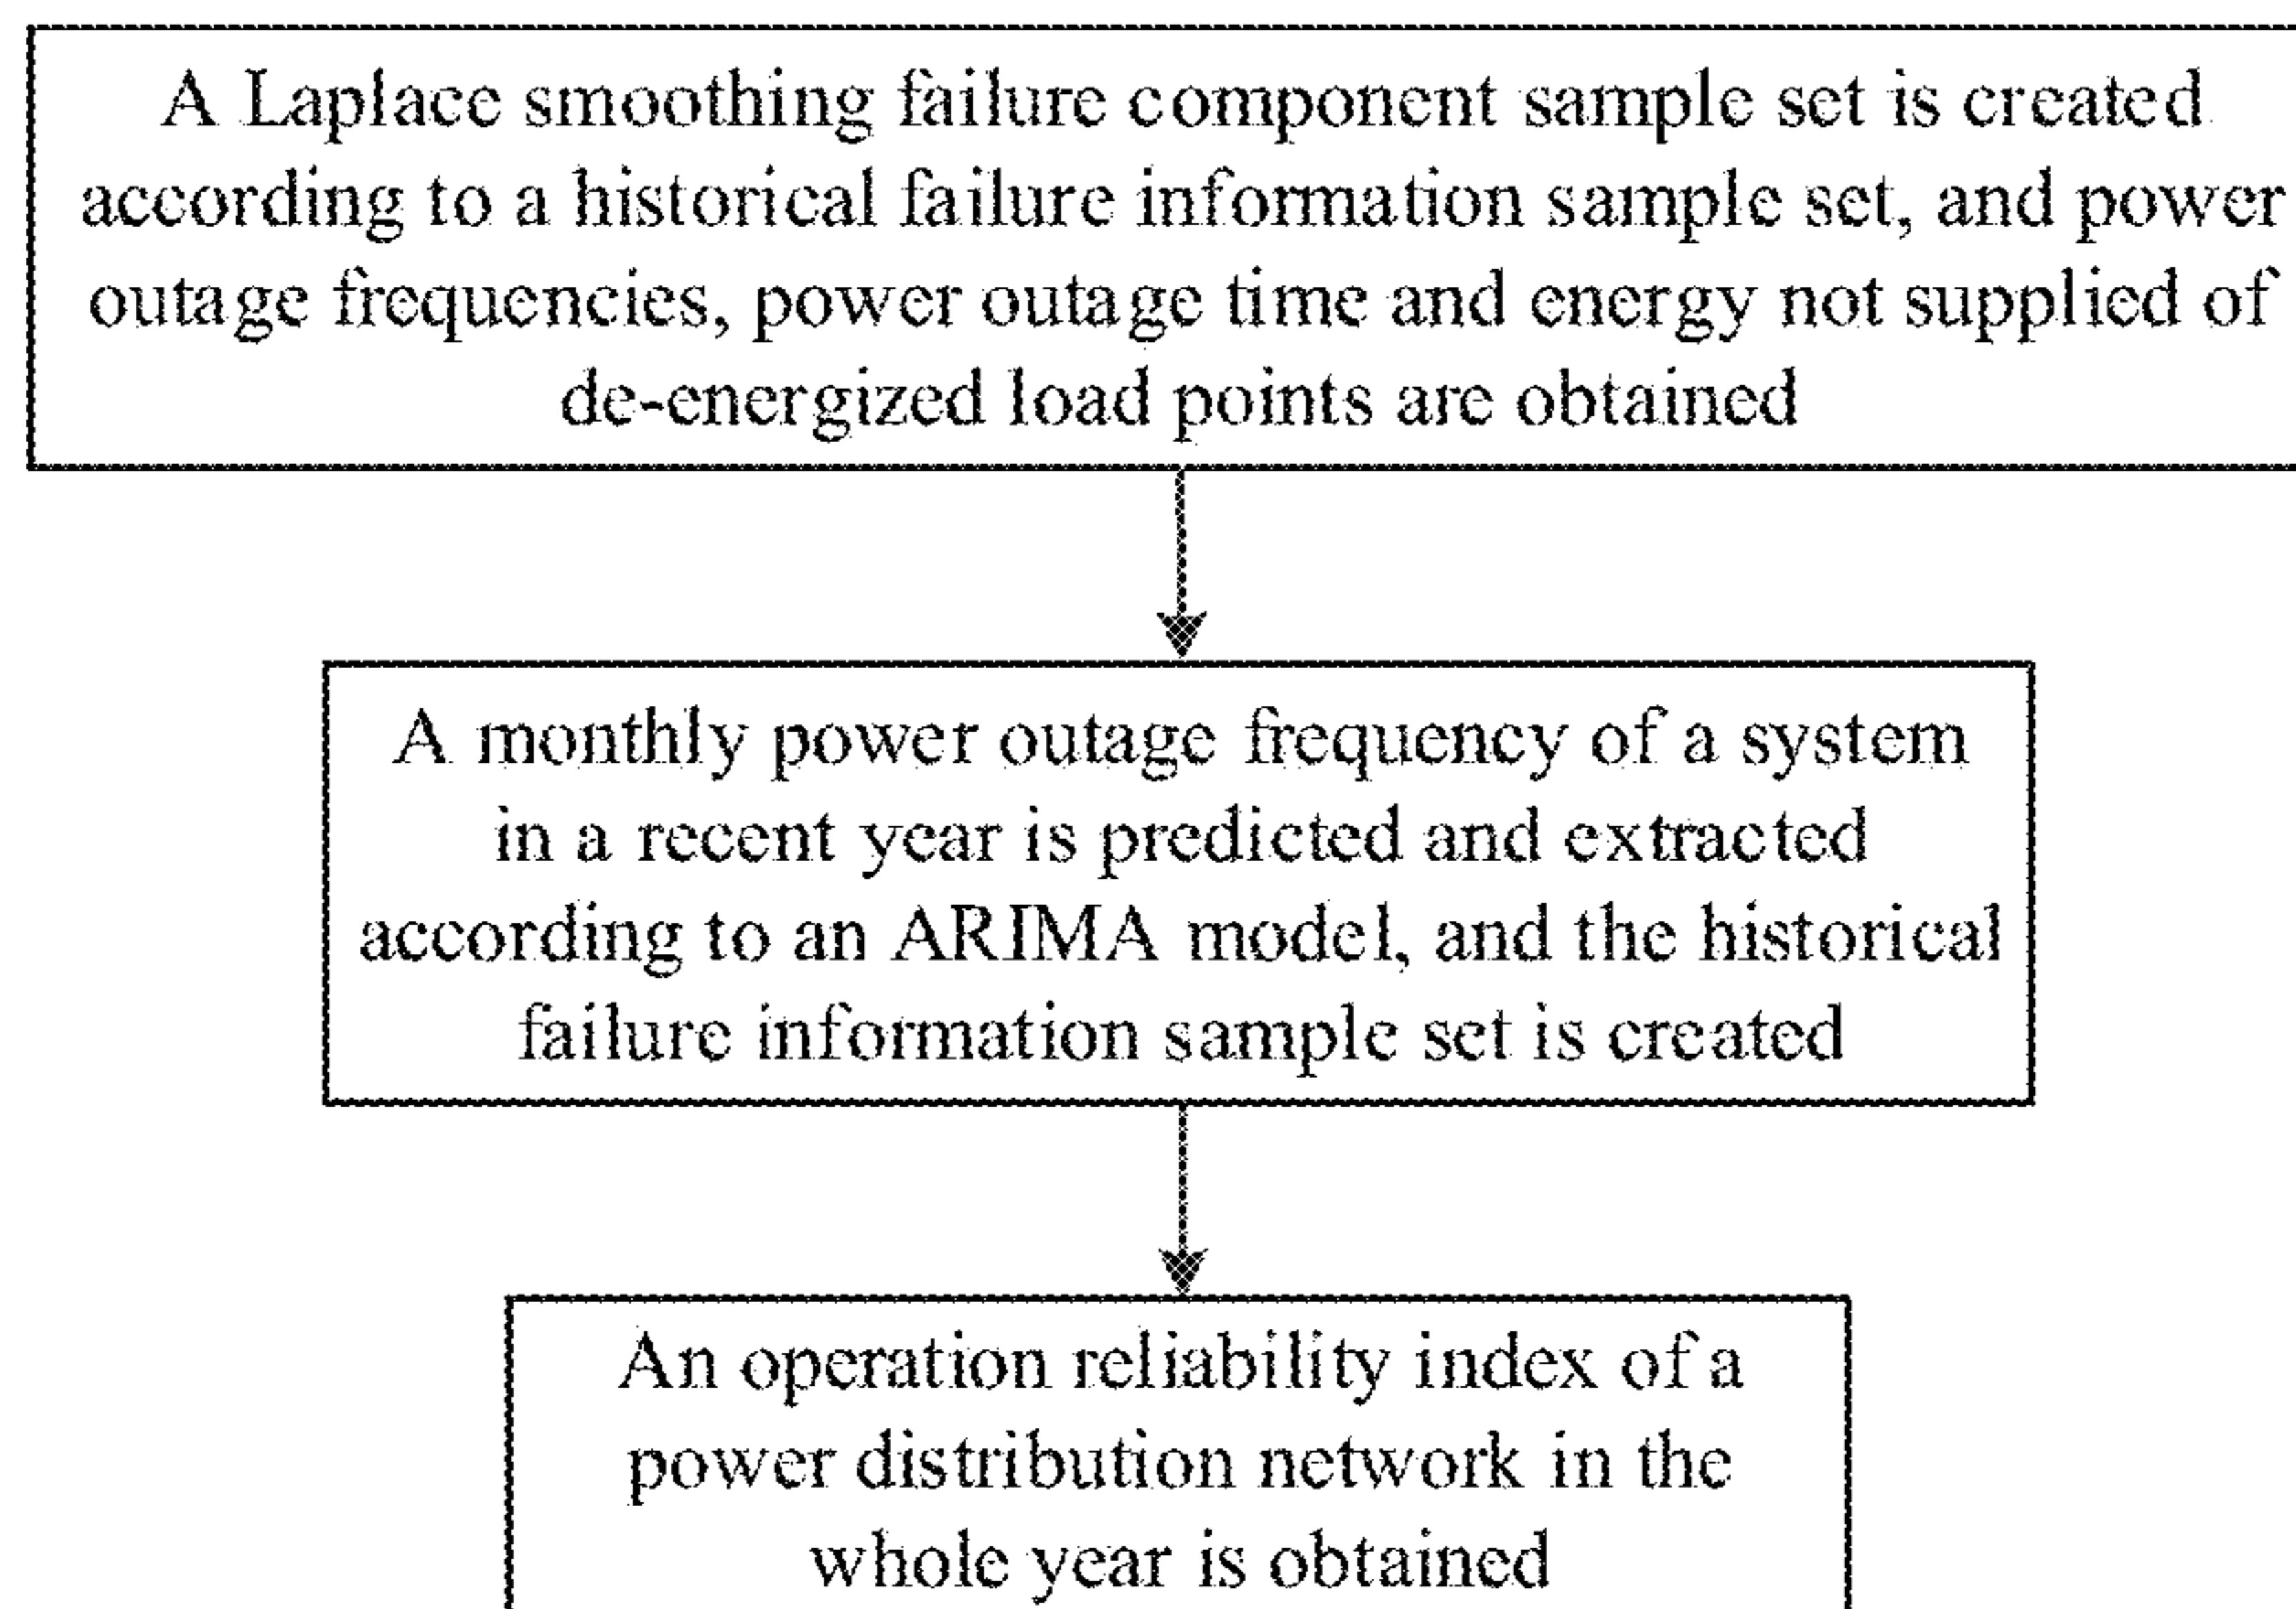 A Laplace smoothing failure component sample set is created
according to a historical failure information sample set, and power
outage frequencies, power outage time and energy not supplied of
de-energized load points are obtained
A monthly power outage frequency of a system
in a recent year is predicted and extracted
according to an ARIMA model, and the historical
failure information sample set is created
An operation reliability index of a
power distribution network in the
whole year is obtained